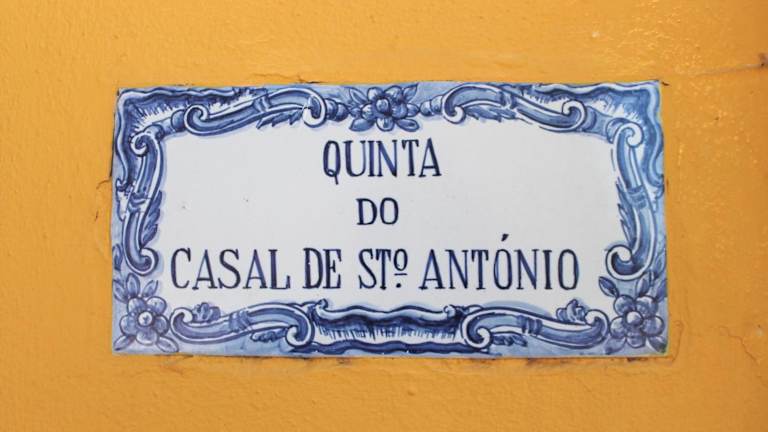 QUINTA
DO
CASAL DE STº ANTÓNIO